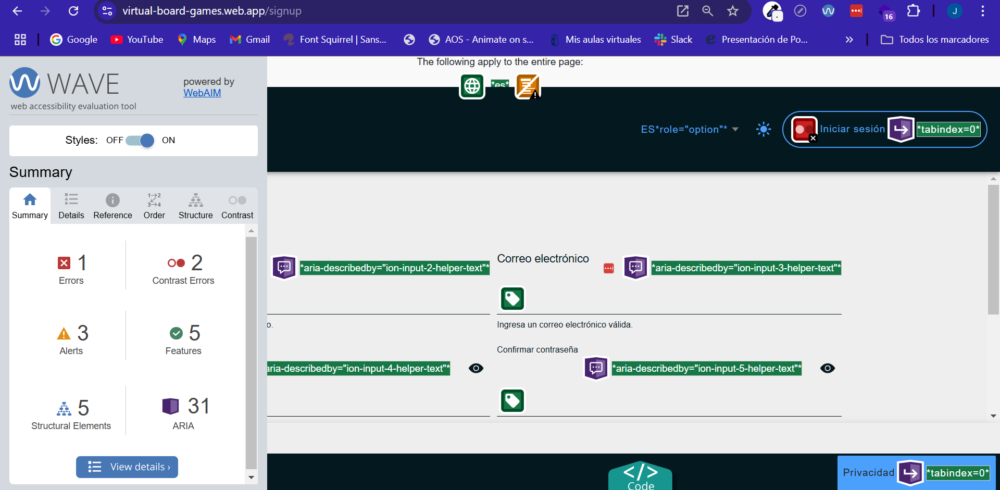 virtual-board-games.web.app/signup
16
J
Google
YouTube
Maps
Gmail
Font Squirrel | Sans...
AOS - Animate on s...
Mis aulas virtuales
Slack
Presentación de Po...
»
Todos los marcadores
WAVE
powered by
WebAIM
web accessibility evaluation tool
Styles: OFF ON
Summary
Summary
Details
Reference
Order
Structure
Contrast
1 Errors
2 Contrast Errors
3 Alerts
5 Features
5 Structural Elements
31 ARIA
View details ›
The following apply to the entire page:
*es*
ES*role="option"*
Iniciar sesión
*tabindex=0*
*aria-describedby="ion-input-2-helper-text"*
Correo electrónico
*aria-describedby="ion-input-3-helper-text"*
o.
Ingresa un correo electrónico válida.
Confirmar contraseña
aria-describedby="ion-input-4-helper-text"*
*aria-describedby="ion-input-5-helper-text"*
</>
Code
Privacidad
*tabindex=0*